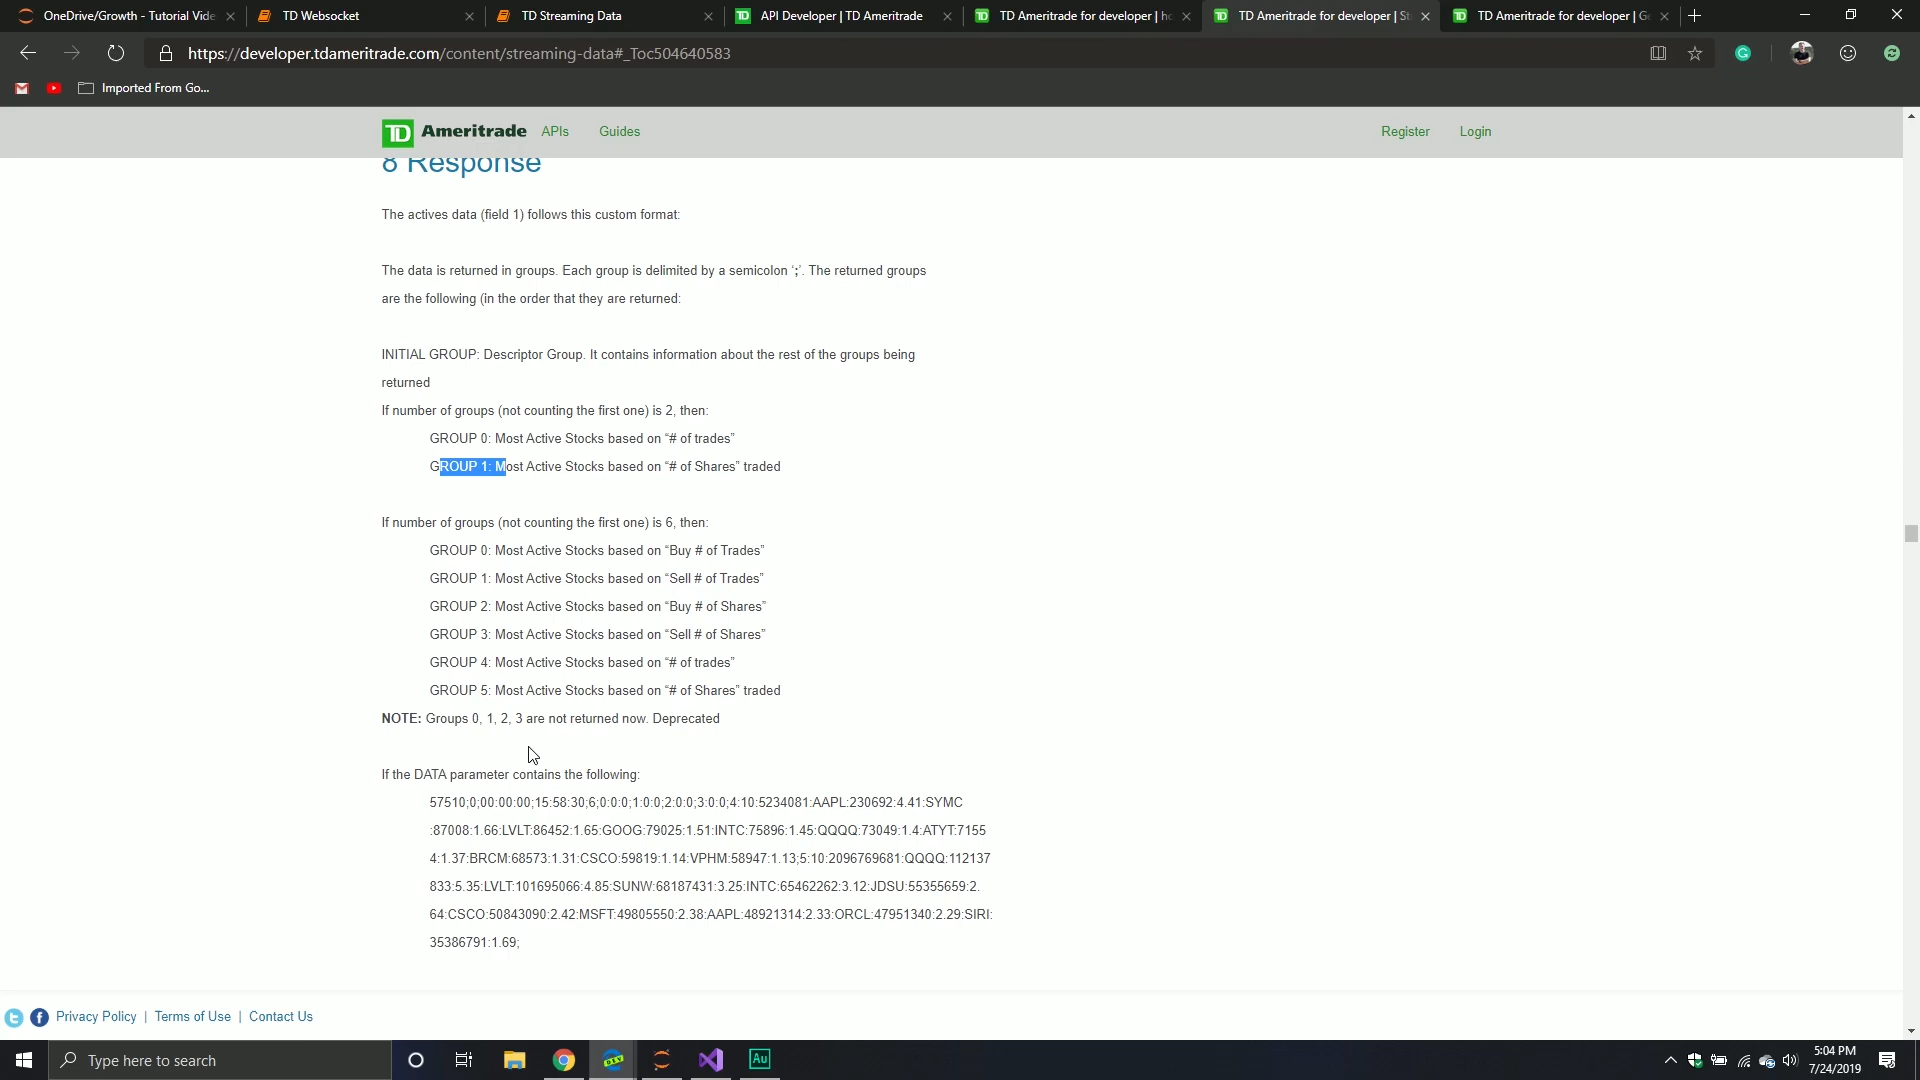 OneDrive/Growth - Tutorial Vide
TD Websocket
TD Streaming Data
API Developer | TD Ameritrade
TD Ameritrade for developer | ho
TD Ameritrade for developer | St
TD Ameritrade for developer | G
https://developer.tdameritrade.com/content/streaming-data#_Toc504640583
Imported From Go...
TD Ameritrade
APIs
Guides
Register
Login
8 Response
The actives data (field 1) follows this custom format:
The data is returned in groups. Each group is delimited by a semicolon ‘;’. The returned groups
are the following (in the order that they are returned:
INITIAL GROUP: Descriptor Group. It contains information about the rest of the groups being
returned
If number of groups (not counting the first one) is 2, then:
GROUP 0: Most Active Stocks based on “# of trades”
GROUP 1: Most Active Stocks based on “# of Shares” traded
If number of groups (not counting the first one) is 6, then:
GROUP 0: Most Active Stocks based on “Buy # of Trades”
GROUP 1: Most Active Stocks based on “Sell # of Trades”
GROUP 2: Most Active Stocks based on “Buy # of Shares”
GROUP 3: Most Active Stocks based on “Sell # of Shares”
GROUP 4: Most Active Stocks based on “# of trades”
GROUP 5: Most Active Stocks based on “# of Shares” traded
NOTE: Groups 0, 1, 2, 3 are not returned now. Deprecated
If the DATA parameter contains the following:
57510;0;00:00:00;15:58:30;6;0:0:0;1:0:0;2:0:0;3:0:0;4:10:5234081:AAPL:230692:4.41:SYMC
:87008:1.66:LVLT:86452:1.65:GOOG:79025:1.51:INTC:75896:1.45:QQQQ:73049:1.4:ATYT:7155
4:1.37:BRCM:68573:1.31:CSCO:59819:1.14:VPHM:58947:1.13;5:10:2096769681:QQQQ:112137
833:5.35:LVLT:101695066:4.85:SUNW:68187431:3.25:INTC:65462262:3.12:JDSU:55355659:2.
64:CSCO:50843090:2.42:MSFT:49805550:2.38:AAPL:48921314:2.33:ORCL:47951340:2.29:SIRI:
35386791:1.69;
Privacy Policy | Terms of Use | Contact Us
Type here to search
DEV
Au
5:04 PM
7/24/2019